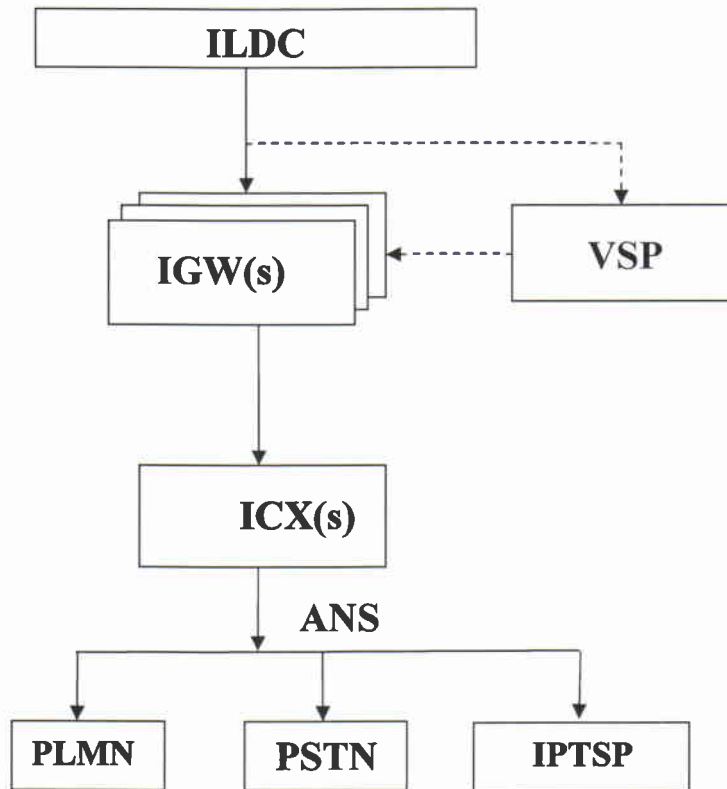 ILDC
IGW(s)
VSP
ICX(s)
ANS
PLMN
PSTN
IPTSP